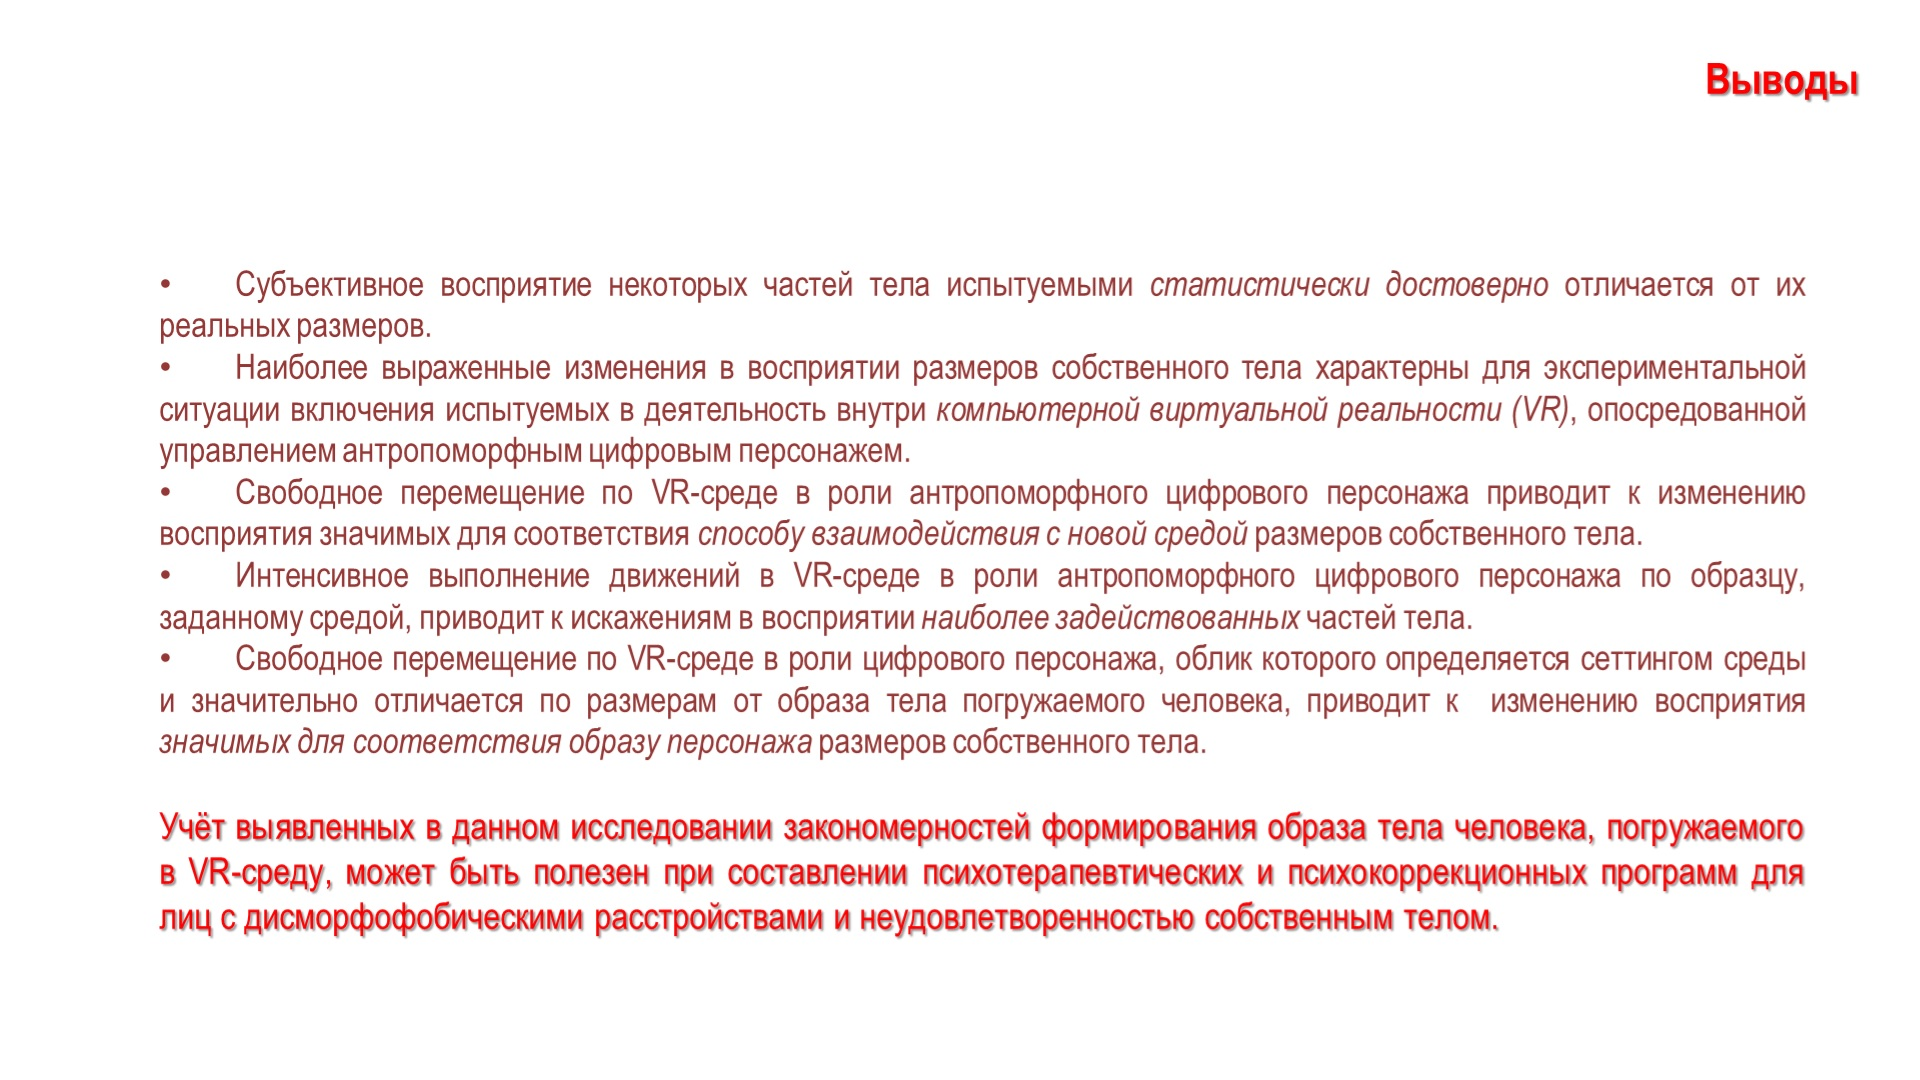 Выводы
• Субъективное восприятие некоторых частей тела испытуемыми статистически достоверно отличается от их
реальных размеров.
• Наиболее выраженные изменения в восприятии размеров собственного тела характерны для экспериментальной
ситуации включения испытуемых в деятельность внутри компьютерной виртуальной реальности (VR), опосредованной
управлением антропоморфным цифровым персонажем.
• Свободное перемещение по VR-среде в роли антропоморфного цифрового персонажа приводит к изменению
восприятия значимых для соответствия способу взаимодействия с новой средой размеров собственного тела.
• Интенсивное выполнение движений в VR-среде в роли антропоморфного цифрового персонажа по образцу,
заданному средой, приводит к искажениям в восприятии наиболее задействованных частей тела.
• Свободное перемещение по VR-среде в роли цифрового персонажа, облик которого определяется сеттингом среды
и значительно отличается по размерам от образа тела погружаемого человека, приводит к изменению восприятия
значимых для соответствия образу персонажа размеров собственного тела.
Учёт выявленных в данном исследовании закономерностей формирования образа тела человека, погружаемого
в VR-среду, может быть полезен при составлении психотерапевтических и психокоррекционных программ для
лиц с дисморфофобическими расстройствами и неудовлетворенностью собственным телом.